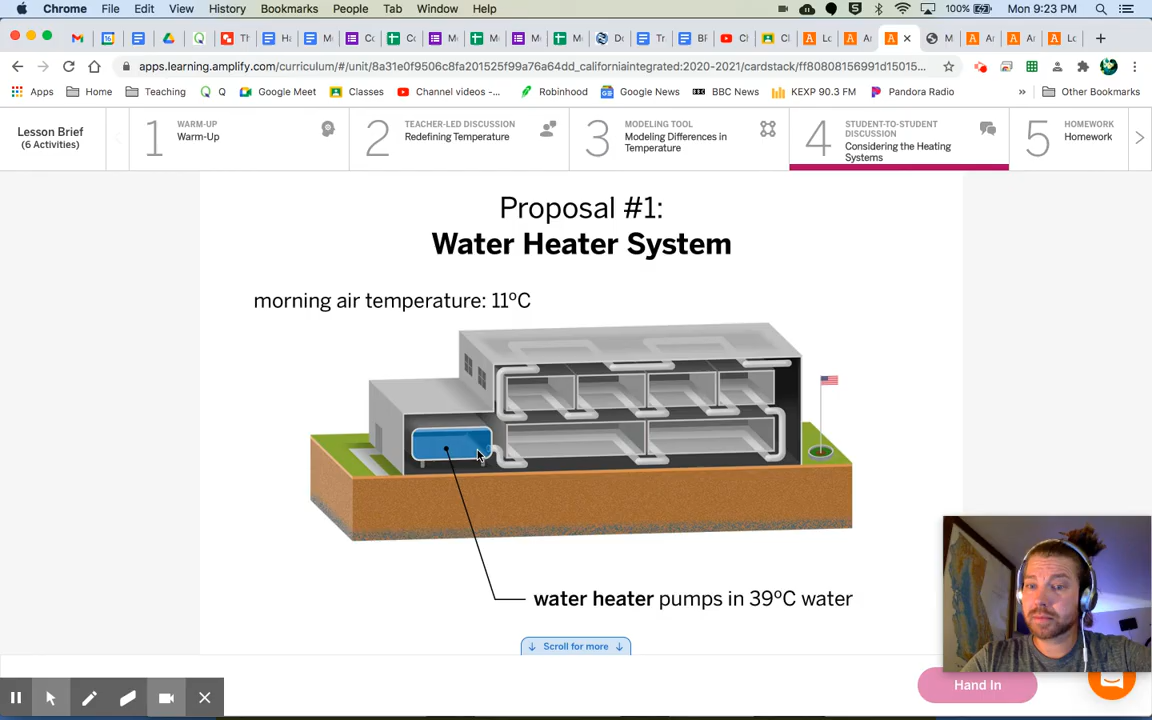 Chrome File Edit View History Bookmarks People Tab Window Help 100% Mon 9:23 PM
apps.learning.amplify.com/curriculum/#/unit/8a31e0f9506c8fa201525f99a76a64dd_californiaintegrated:2020-2021/cardstack/ff80808156991d15015...
Apps Home Teaching Q Google Meet Classes Channel videos -... Robinhood Google News BBC News KEXP 90.3 FM Pandora Radio » Other Bookmarks
Lesson Brief
(6 Activities)
1 WARM-UP
Warm-Up
2 TEACHER-LED DISCUSSION
Redefining Temperature
3 MODELING TOOL
Modeling Differences in
Temperature
4 STUDENT-TO-STUDENT
DISCUSSION
Considering the Heating
Systems
5 HOMEWORK
Homework
Proposal #1:
Water Heater System
morning air temperature: 11°C
water heater pumps in 39°C water
Scroll for more
Hand In